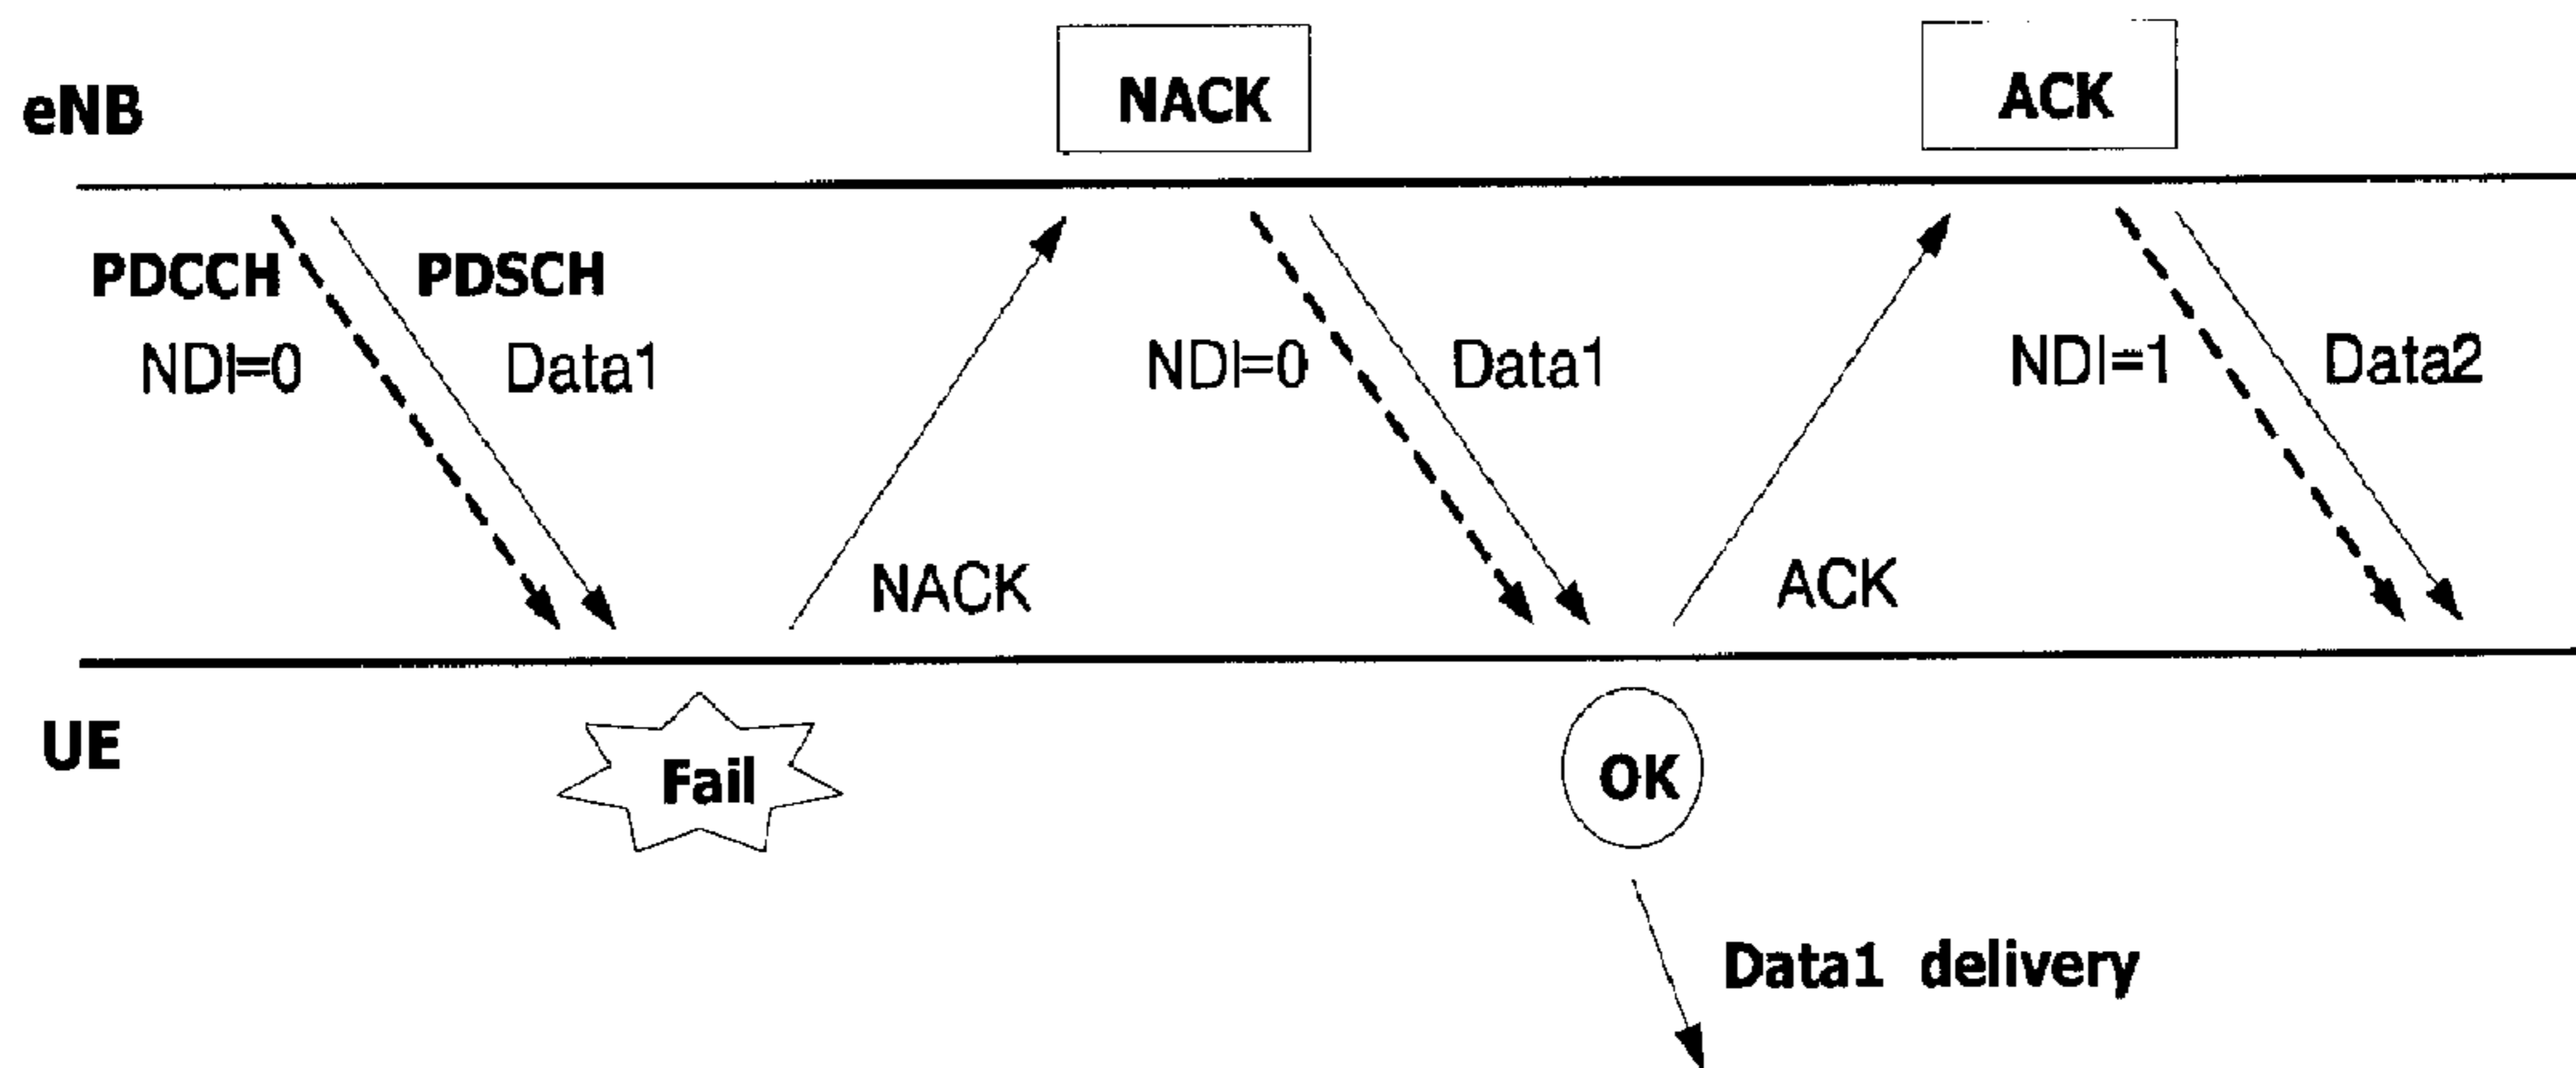 NACK
ACK
eNB
PDCCH
PDSCH
NDI=0
Data1
NDI=0
Data1
NDI=1
Data2
NACK
ACK
UE
Fail
OK
Data1 delivery